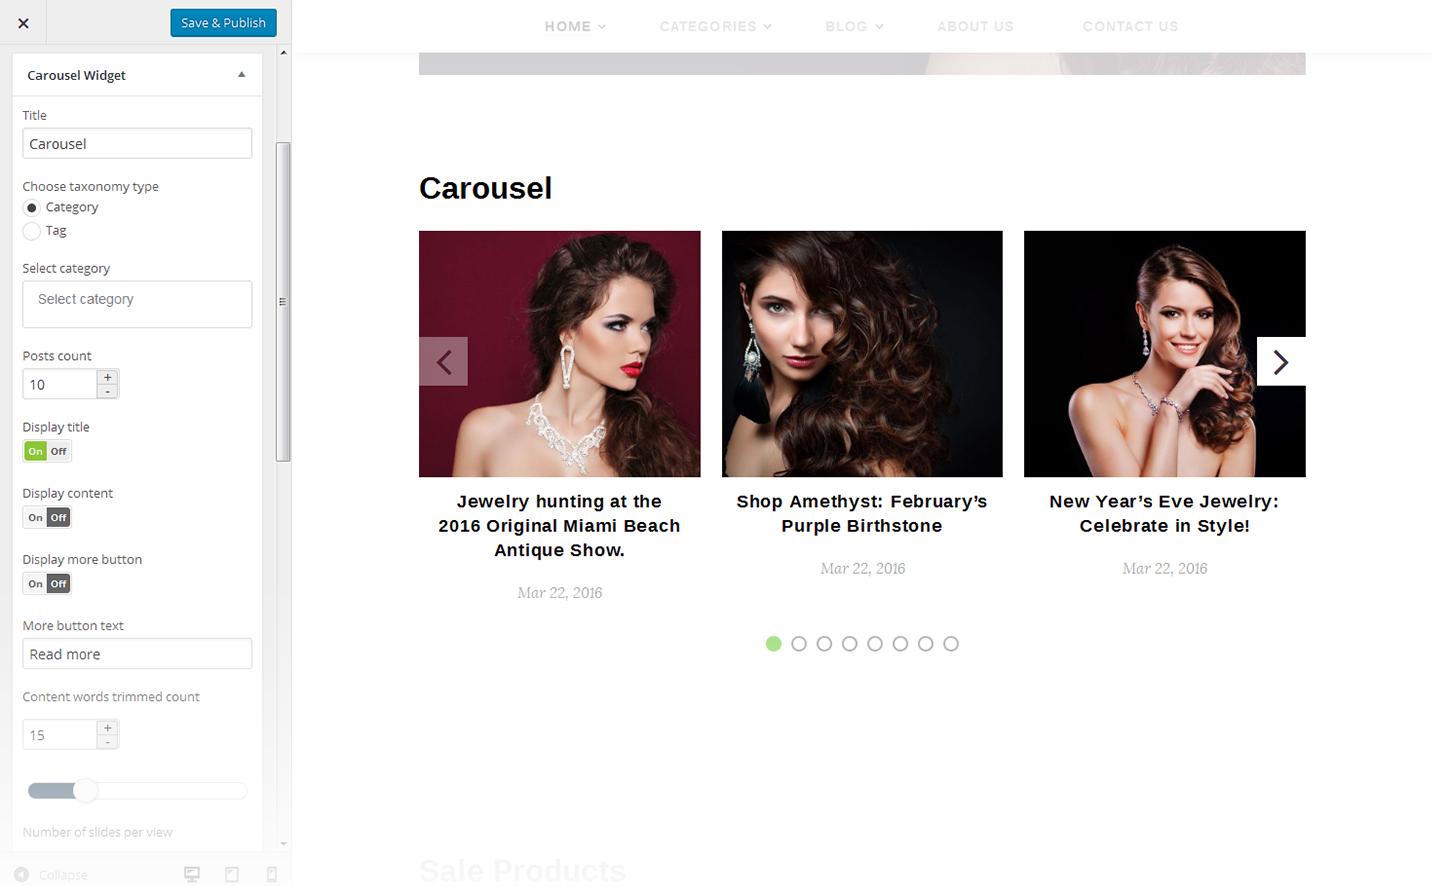 Save & Publish
Carousel Widget
Title
Carousel
Choose taxonomy type
Category
Tag
Select category
Select category
Posts count
10
+
-
Display title
On Off
Display content
On Off
Display more button
On Off
More button text
Read more
Content words trimmed count
15
+
-
Number of slides per view
Collapse
HOME
CATEGORIES
BLOG
ABOUT US
CONTACT US
Carousel
Jewelry hunting at the
2016 Original Miami Beach
Antique Show.
Mar 22, 2016
Shop Amethyst: February’s
Purple Birthstone
Mar 22, 2016
New Year’s Eve Jewelry:
Celebrate in Style!
Mar 22, 2016
Sale Products